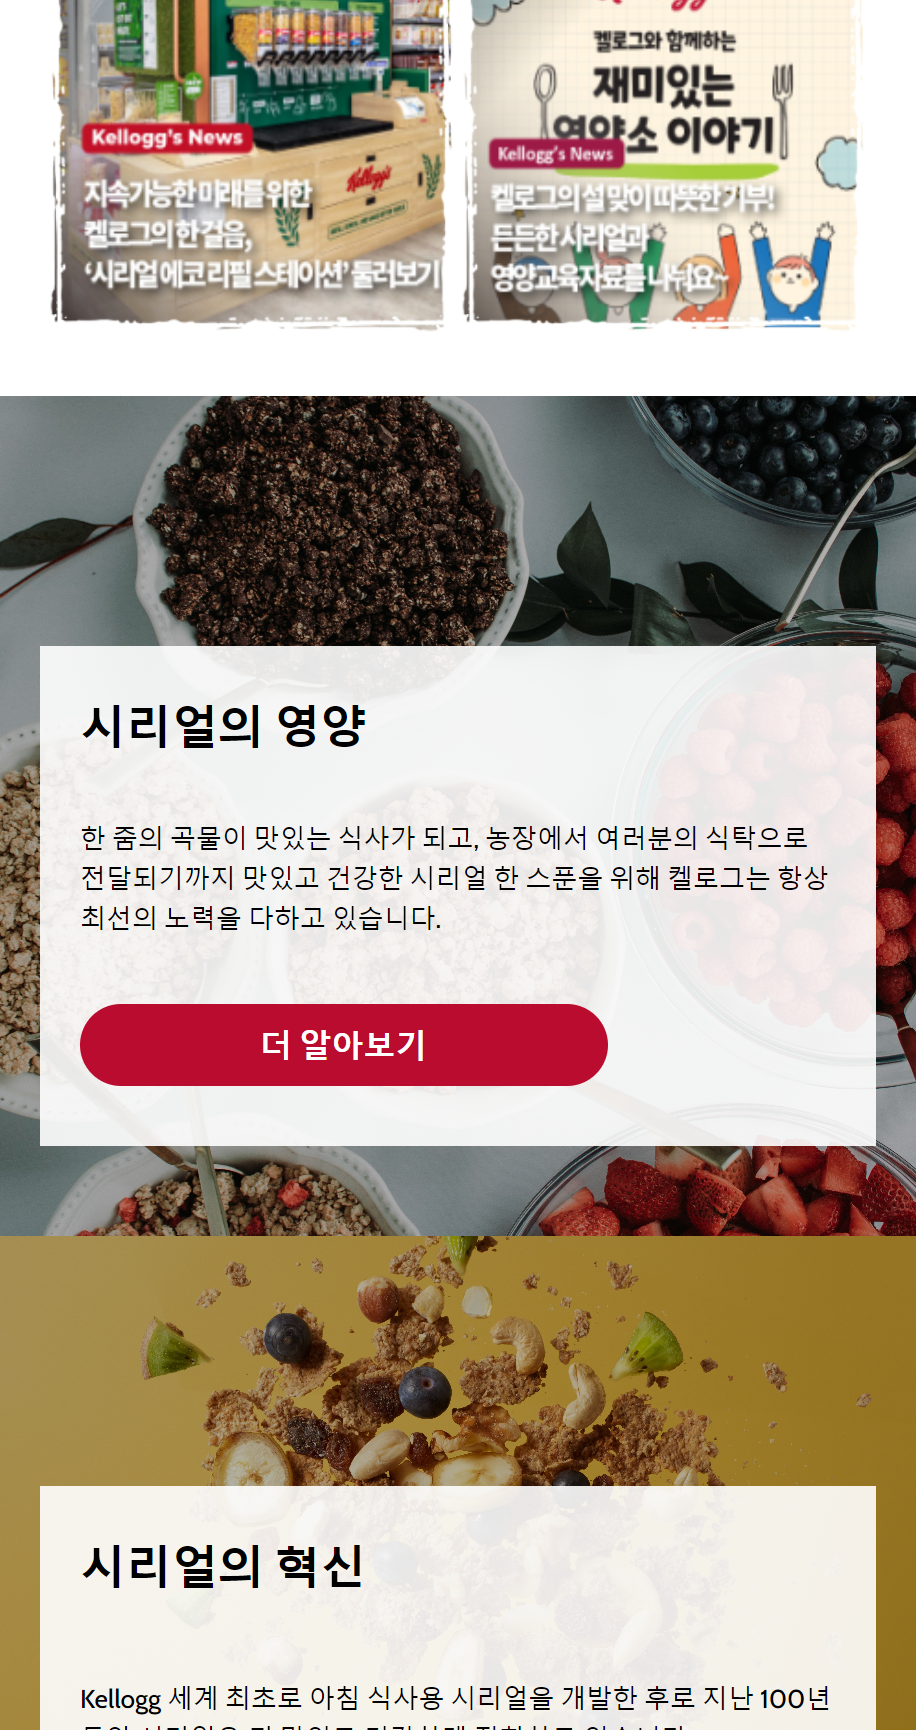 Kellogg's News
Kellogg's
지속가능한 미래를 위한
켈로그의 한 걸음,
‘시리얼 에코 리필 스테이션’ 둘러보기
켈로그와 함께하는
재미있는
영양소 이야기
Kellogg's News
켈로그의 설 맞이 따뜻한 기부!
든든한 시리얼과
영양교육자료를 나눠요~
시리얼의 영양
한 줌의 곡물이 맛있는 식사가 되고, 농장에서 여러분의 식탁으로
전달되기까지 맛있고 건강한 시리얼 한 스푼을 위해 켈로그는 항상
최선의 노력을 다하고 있습니다.
더 알아보기
시리얼의 혁신
Kellogg 세계 최초로 아침 식사용 시리얼을 개발한 후로 지난 100년